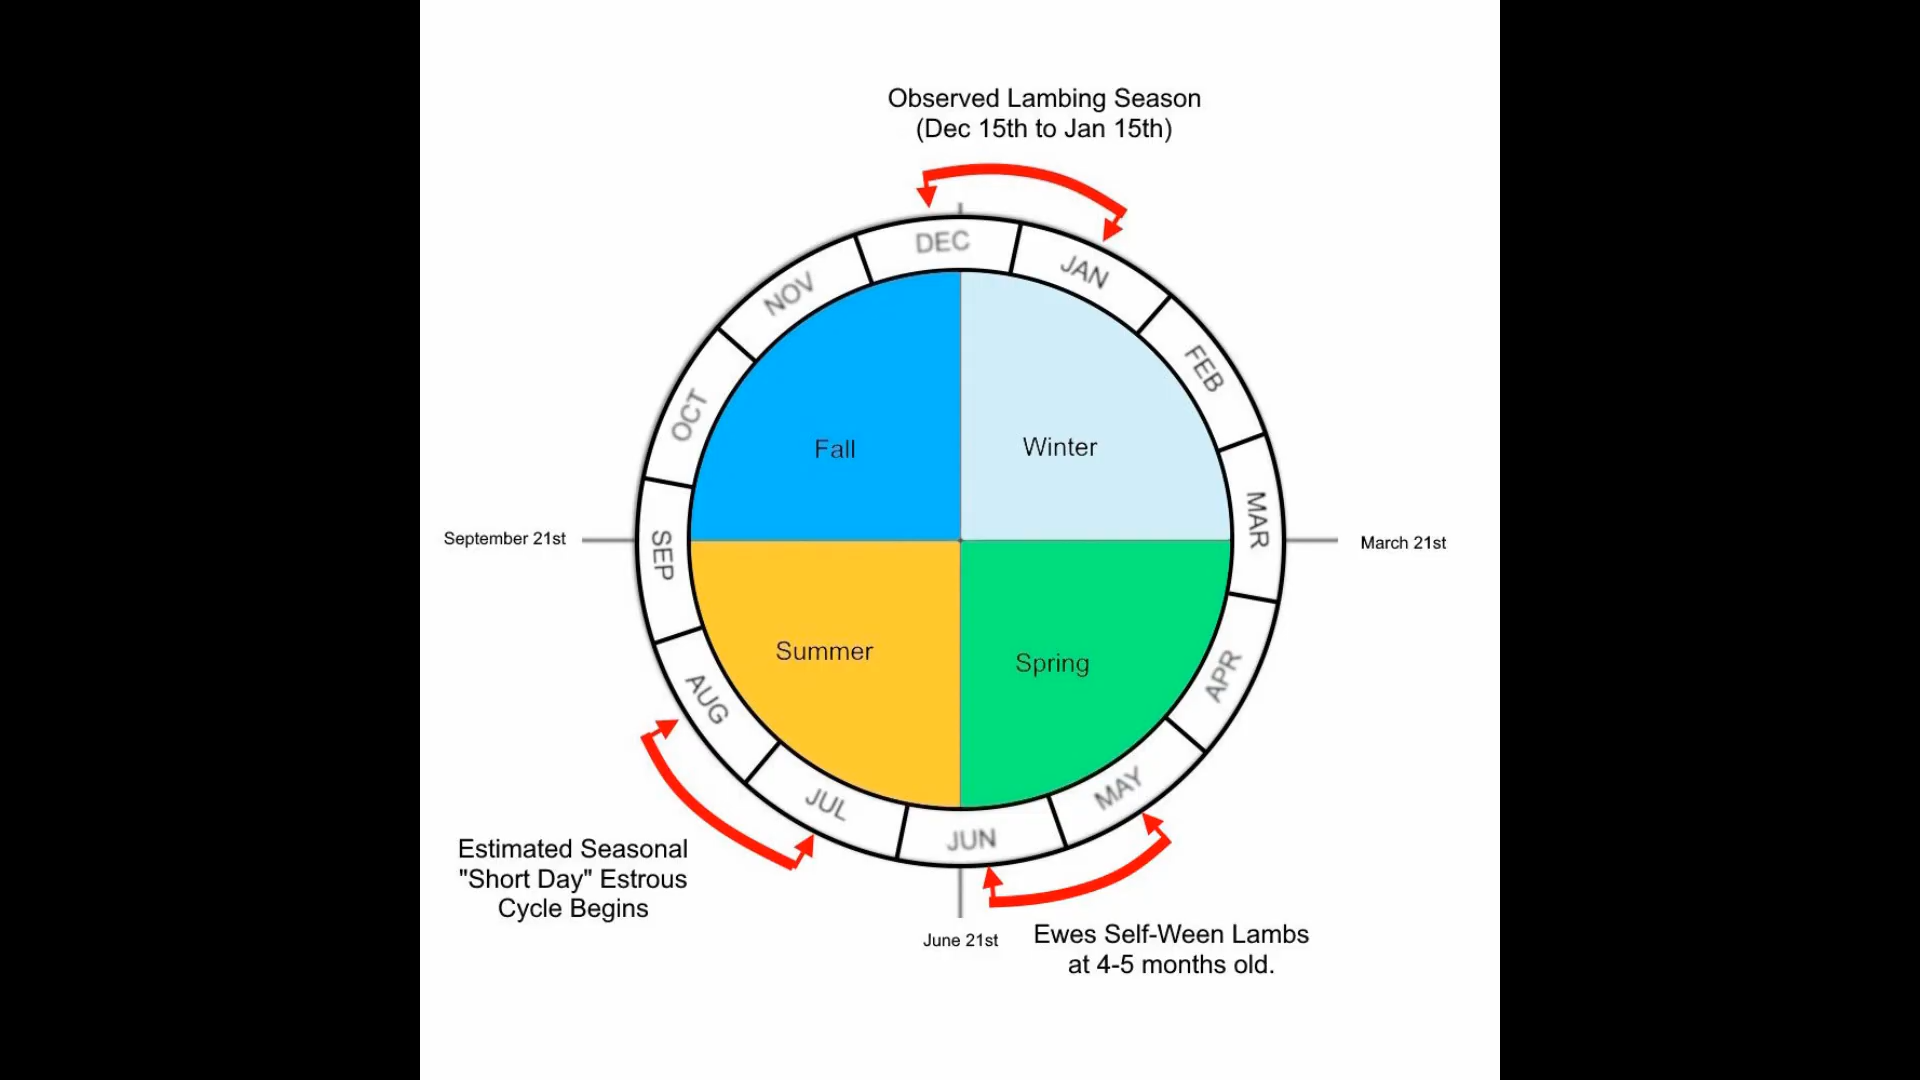 Observed Lambing Season
(Dec 15th to Jan 15th)
DEC
JAN
NOV
FEB
OCT
Fall
Winter
MAR
September 21st
SEP
March 21st
Summer
Spring
APR
AUG
MAY
JUL
JUN
Estimated Seasonal
"Short Day" Estrous
Cycle Begins
June 21st
Ewes Self-Ween Lambs
at 4-5 months old.